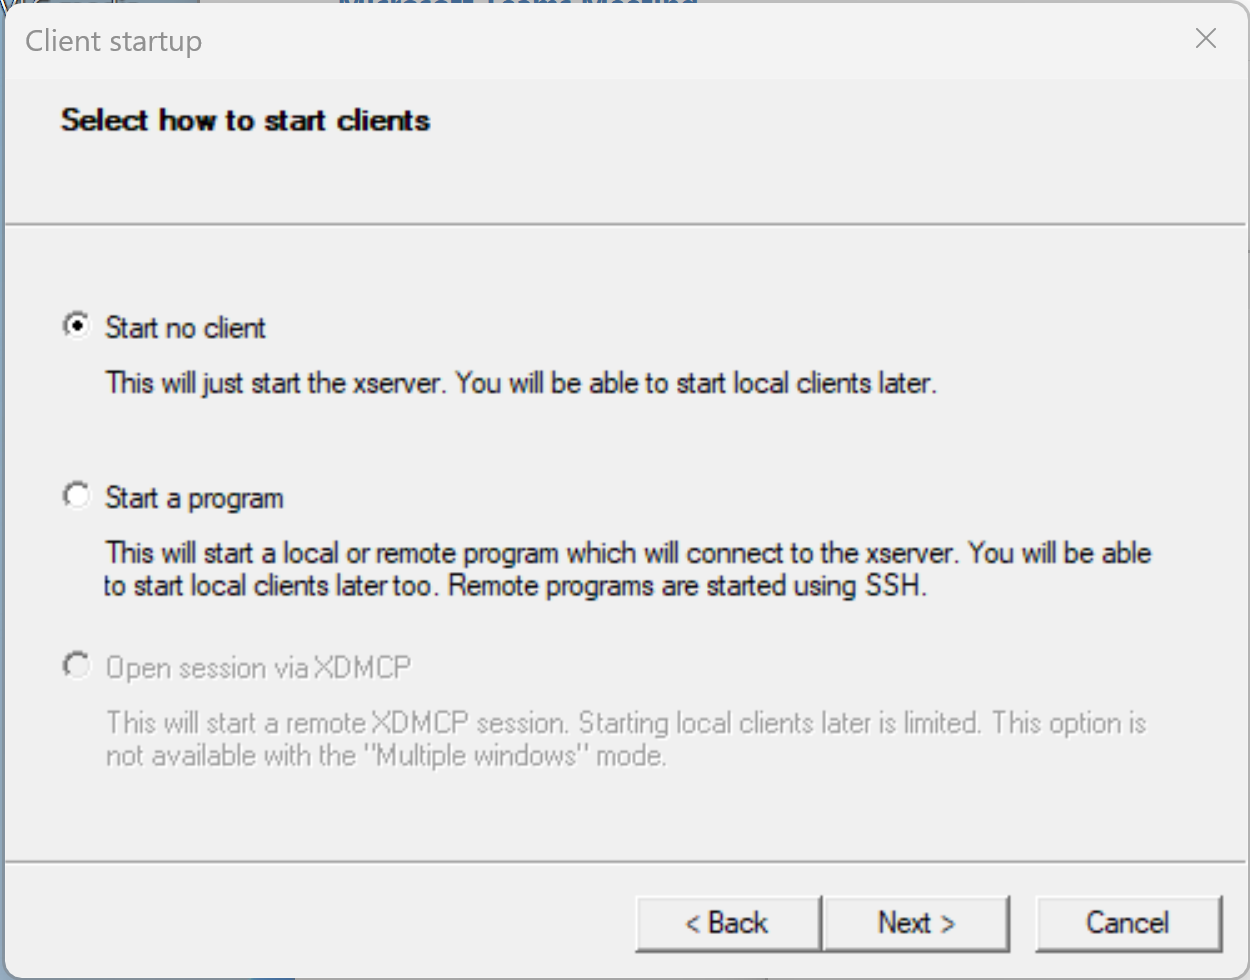 Microsoft Teams Meeting
Client startup
Select how to start clients
Start no client
This will just start the xserver. You will be able to start local clients later.
Start a program
This will start a local or remote program which will connect to the xserver. You will be able
to start local clients later too. Remote programs are started using SSH.
Open session via XDMCP
This will start a remote XDMCP session. Starting local clients later is limited. This option is
not available with the "Multiple windows" mode.
< Back
Next >
Cancel